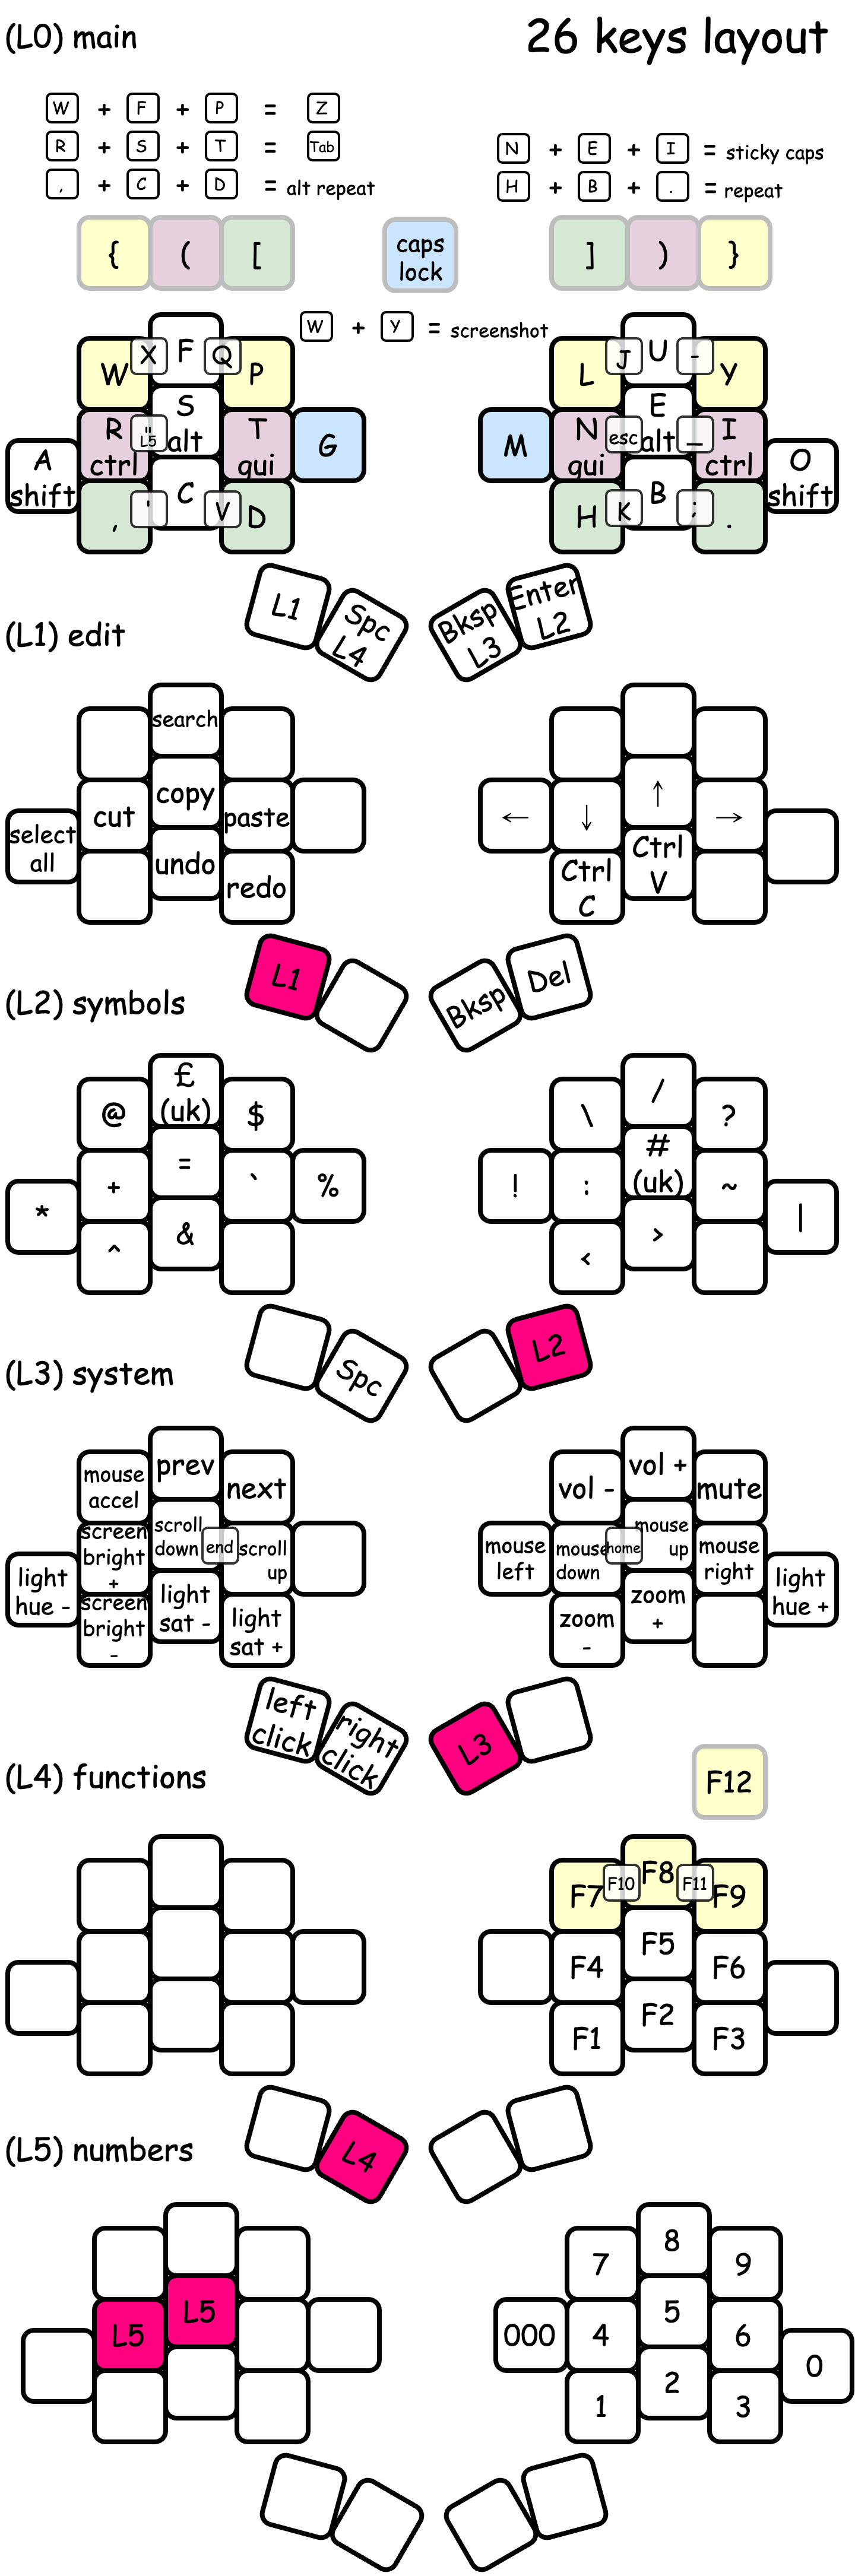 (L0) main
26 keys layout
W + F + P = Z
R + S + T = Tab
, + C + D = alt repeat
N + E + I = sticky caps
H + B + . = repeat
{ ( [
caps
lock
] ) }
W + Y = screenshot
W X F Q P
R
ctrl
"
L5
S
alt
T
gui
G
A
shift
, ' C V D
L J U - Y
M
N
gui
esc
E
alt
_
I
ctrl
O
shift
H K B ; .
L1
Spc
L4
Bksp
L3
Enter
L2
(L1) edit
search
cut
copy
paste
select
all
undo
redo
← ↓ ↑ →
Ctrl
C
Ctrl
V
L1
Bksp
Del
(L2) symbols
@
£
(uk)
$
* + = ` %
^ &
\ / ?
! :
#
(uk)
~ |
< >
Spc
L2
(L3) system
mouse
accel
prev
next
light
hue -
screen
bright
+
scroll
down
end
scroll
up
screen
bright
-
light
sat -
light
sat +
vol -
vol +
mute
mouse
left
mouse
down
home
mouse
up
mouse
right
light
hue +
zoom
-
zoom
+
left
click
right
click
L3
(L4) functions
F12
F7 F10 F8 F11 F9
F4 F5 F6
F1 F2 F3
L4
(L5) numbers
L5 L5
7 8 9
000 4 5 6 0
1 2 3